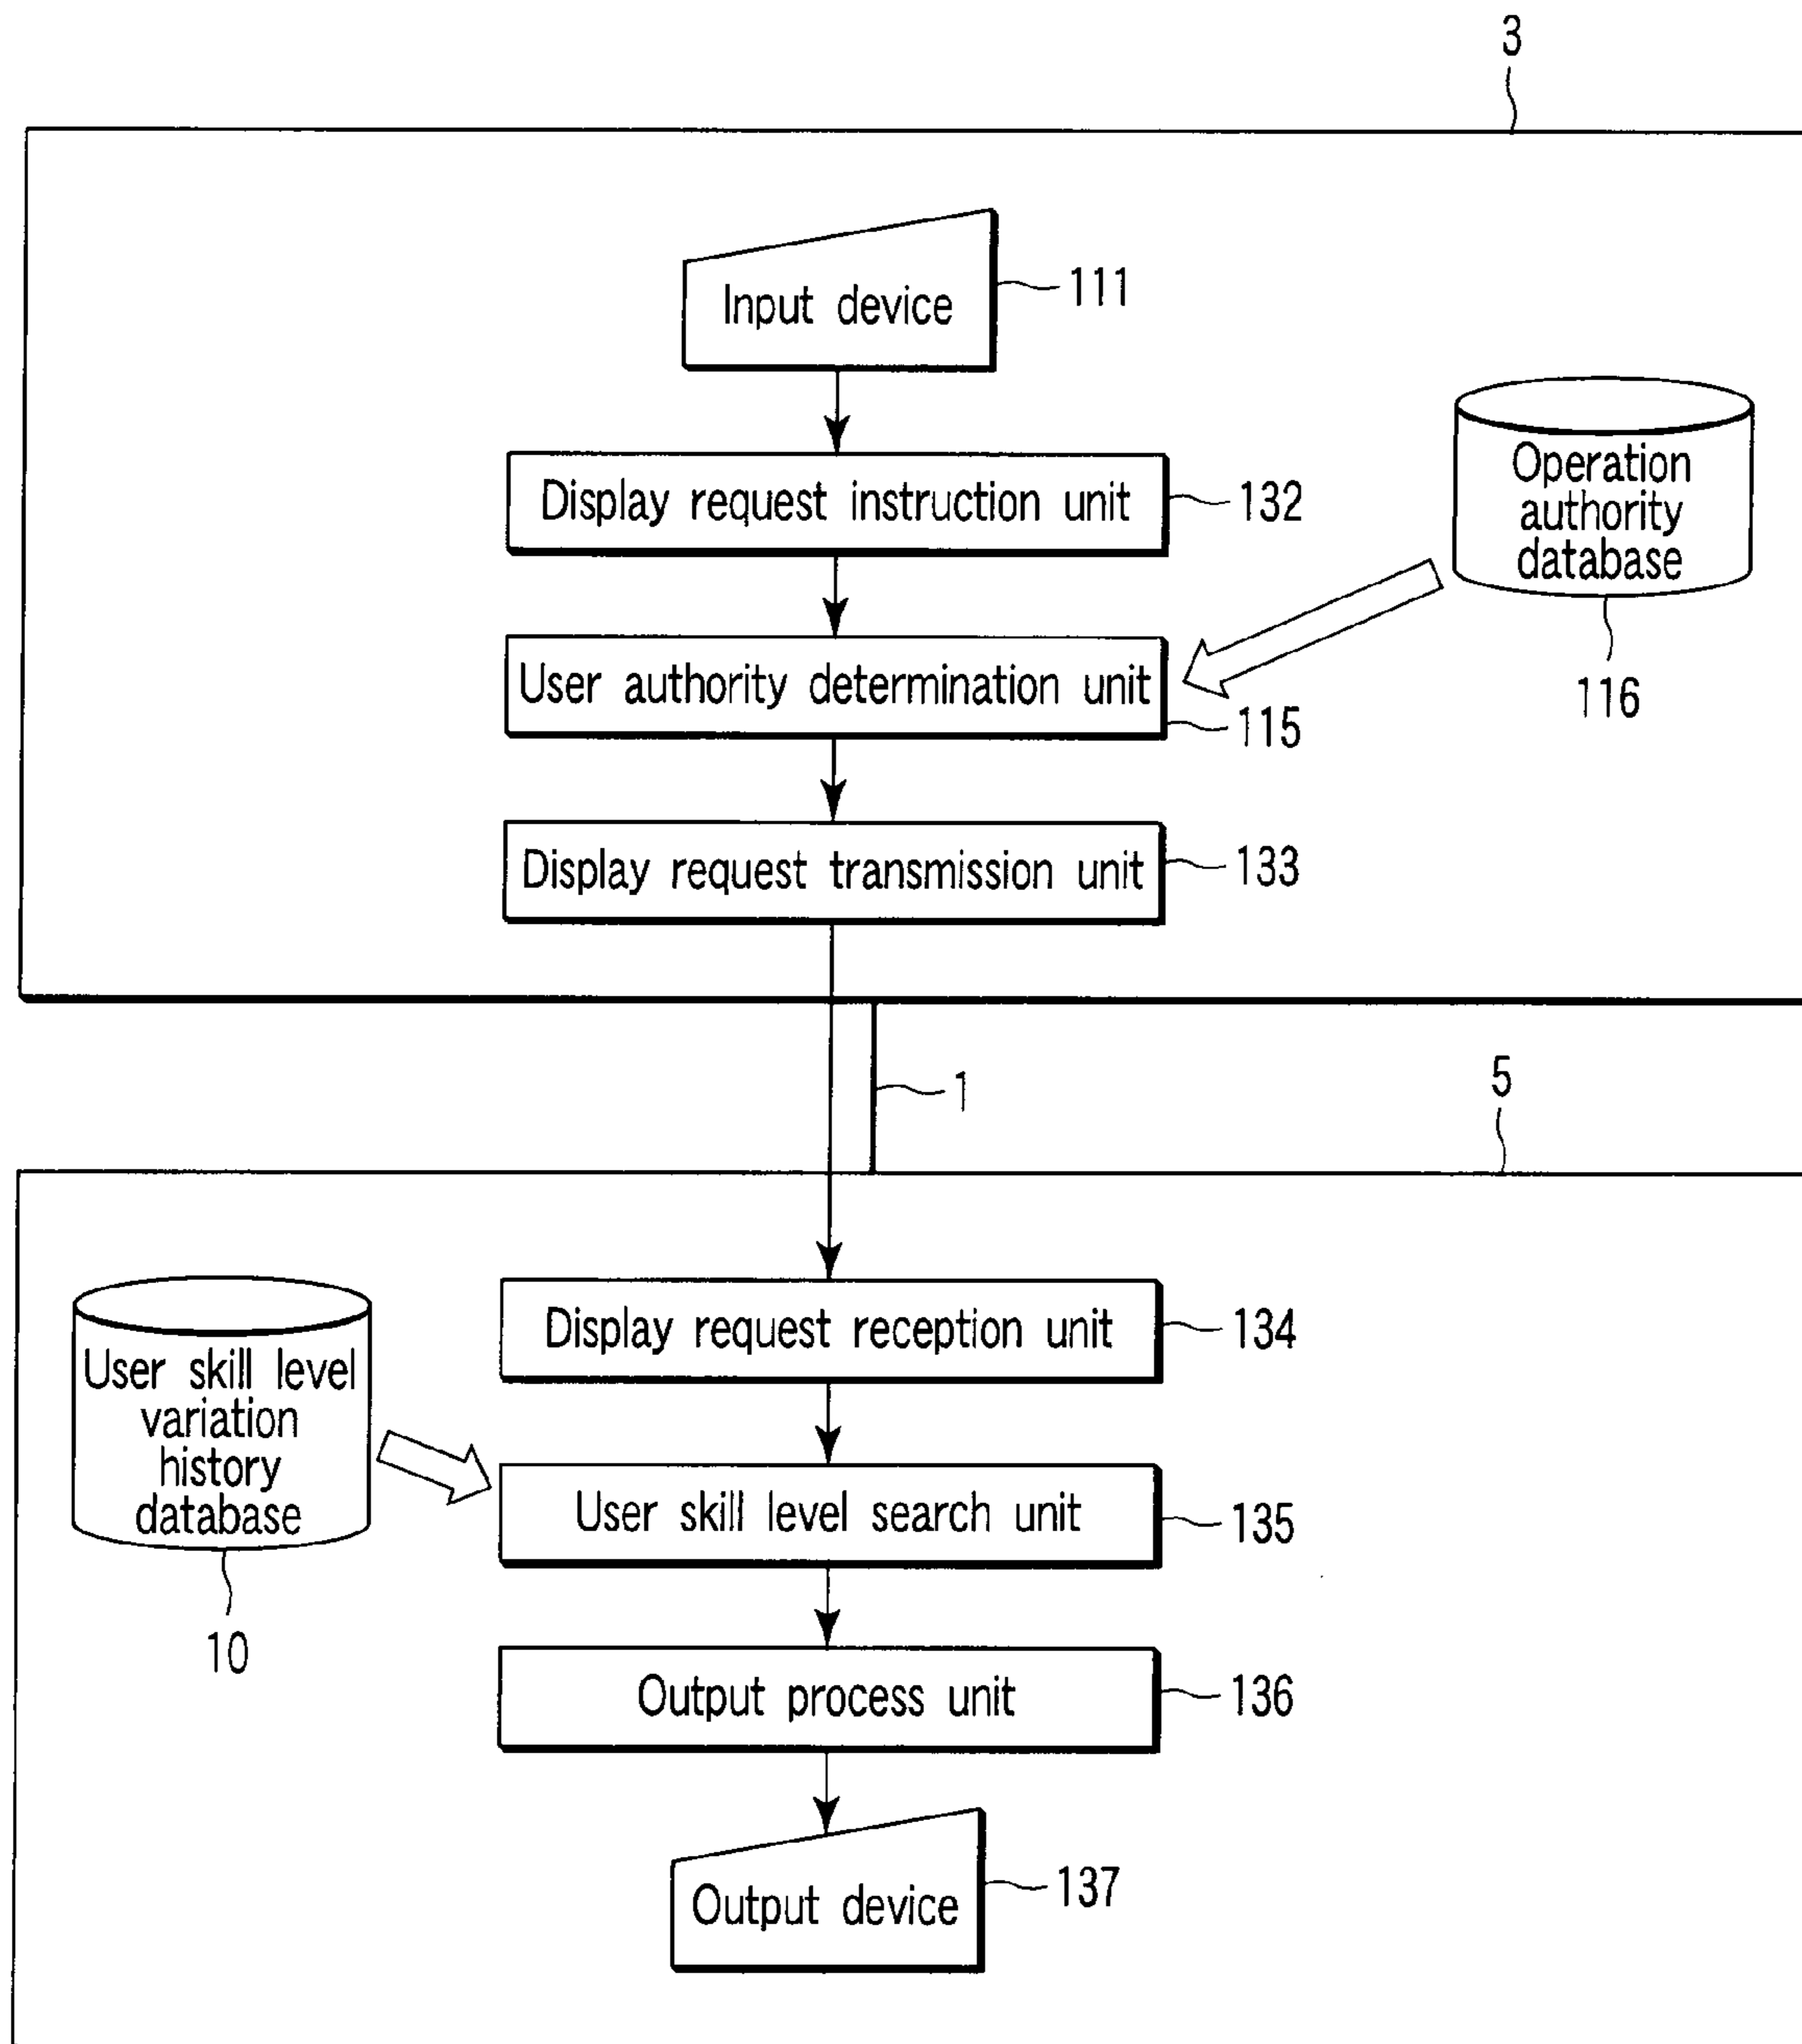 3
Input device
111
Display request instruction unit
132
Operation
authority
database
116
User authority determination unit
115
Display request transmission unit
133
1
5
Display request reception unit
134
User skill level
variation
history
database
10
User skill level search unit
135
Output process unit
136
Output device
137